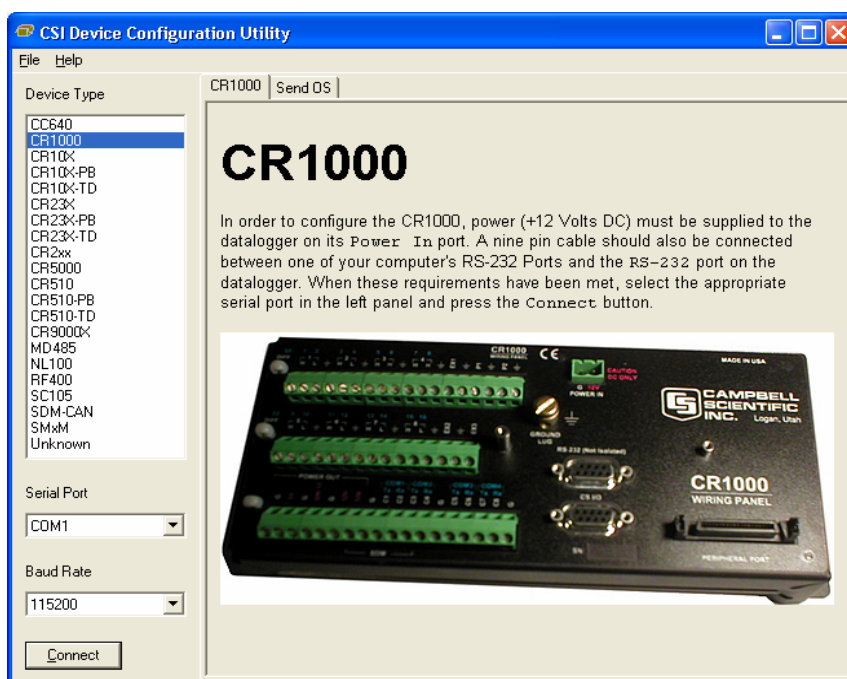 CSI Device Configuration Utility
File Help
Device Type
CC640
CR1000
CR10X
CR10X-PB
CR10X-TD
CR23X
CR23X-PB
CR23X-TD
CR2xx
CR5000
CR510
CR510-PB
CR510-TD
CR9000X
MD485
NL100
RF400
SC105
SDM-CAN
SMxM
Unknown
Serial Port
COM1
Baud Rate
115200
Connect
CR1000 Send OS
CR1000
In order to configure the CR1000, power (+12 Volts DC) must be supplied to the
datalogger on its Power In port. A nine pin cable should also be connected
between one of your computer's RS-232 Ports and the RS-232 port on the
datalogger. When these requirements have been met, select the appropriate
serial port in the left panel and press the Connect button.
CR1000
WIRING PANEL
CE
CAUTION
DC ONLY
G 12V
POWER IN
MADE IN USA
CAMPBELL
SCIENTIFIC
INC. Logan, Utah
GROUND
LUG
RS-232 (Not Isolated)
CS I/O
SN
CR1000
WIRING PANEL
PERIPHERAL PORT
POWER OUT
SDM